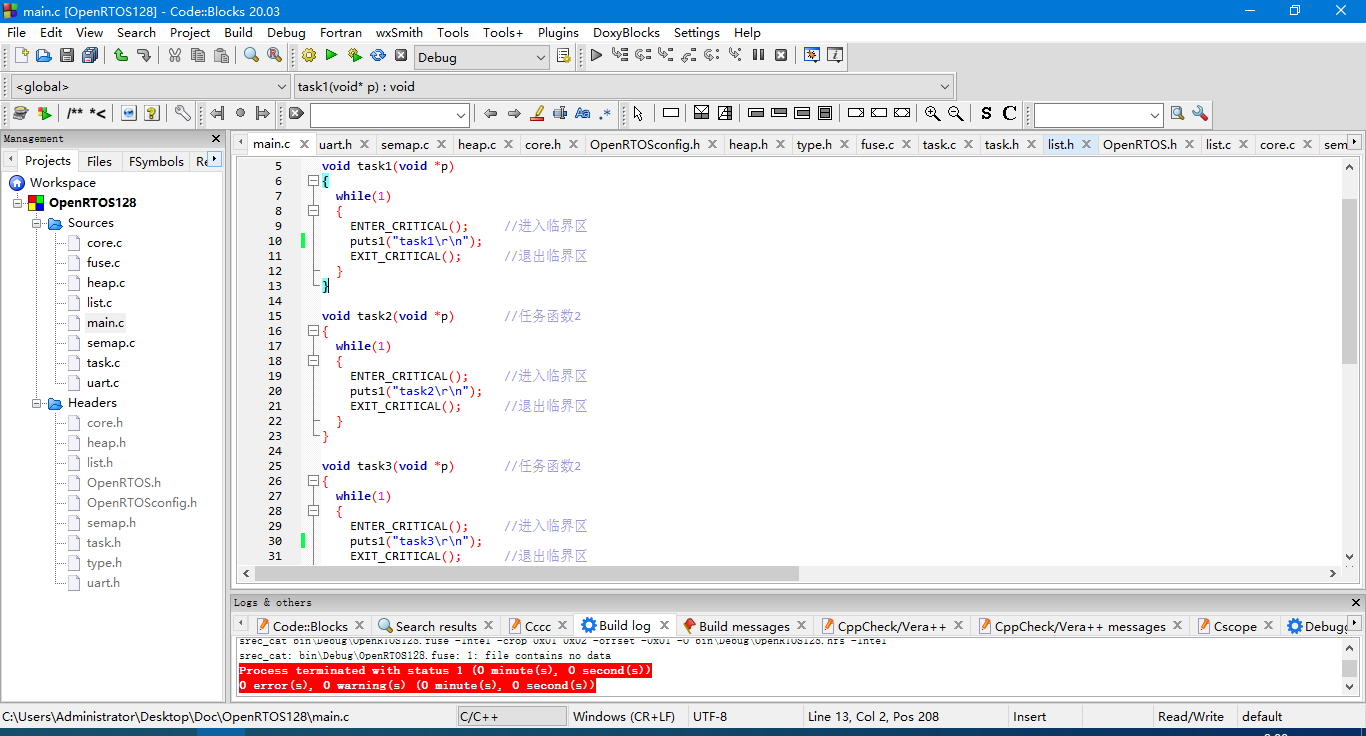 main.c [OpenRTOS128] - Code::Blocks 20.03
File Edit View Search Project Build Debug Fortran wxSmith Tools Tools+ Plugins DoxyBlocks Settings Help
Debug
<global> task1(void* p) : void
/** *< S C
Management
Projects Files FSymbols Re
Workspace
OpenRTOS128
Sources
core.c
fuse.c
heap.c
list.c
main.c
semap.c
task.c
uart.c
Headers
core.h
heap.h
list.h
OpenRTOS.h
OpenRTOSconfig.h
semap.h
task.h
type.h
uart.h
main.c uart.h semap.c heap.c core.h OpenRTOSconfig.h heap.h type.h fuse.c task.c task.h list.h OpenRTOS.h list.c core.c sem
5 void task1(void *p)
6 {
7 while(1)
8 {
9 ENTER_CRITICAL(); //进入临界区
10 puts1("task1\r\n");
11 EXIT_CRITICAL(); //退出临界区
12 }
13 }
14
15 void task2(void *p) //任务函数2
16 {
17 while(1)
18 {
19 ENTER_CRITICAL(); //进入临界区
20 puts1("task2\r\n");
21 EXIT_CRITICAL(); //退出临界区
22 }
23 }
24
25 void task3(void *p) //任务函数2
26 {
27 while(1)
28 {
29 ENTER_CRITICAL(); //进入临界区
30 puts1("task3\r\n");
31 EXIT_CRITICAL(); //退出临界区
Logs & others
Code::Blocks Search results Cccc Build log Build messages CppCheck/Vera++ CppCheck/Vera++ messages Cscope Debugg
srec_cat bin\Debug\OpenRTOS128.fuse -Intel -crop 0x01 0x02 -offset -0x01 -O bin\Debug\OpenRTOS128.hfs -Intel
srec_cat: bin\Debug\OpenRTOS128.fuse: 1: file contains no data
Process terminated with status 1 (0 minute(s), 0 second(s))
0 error(s), 0 warning(s) (0 minute(s), 0 second(s))
C:\Users\Administrator\Desktop\Doc\OpenRTOS128\main.c C/C++ Windows (CR+LF) UTF-8 Line 13, Col 2, Pos 208 Insert Read/Write default